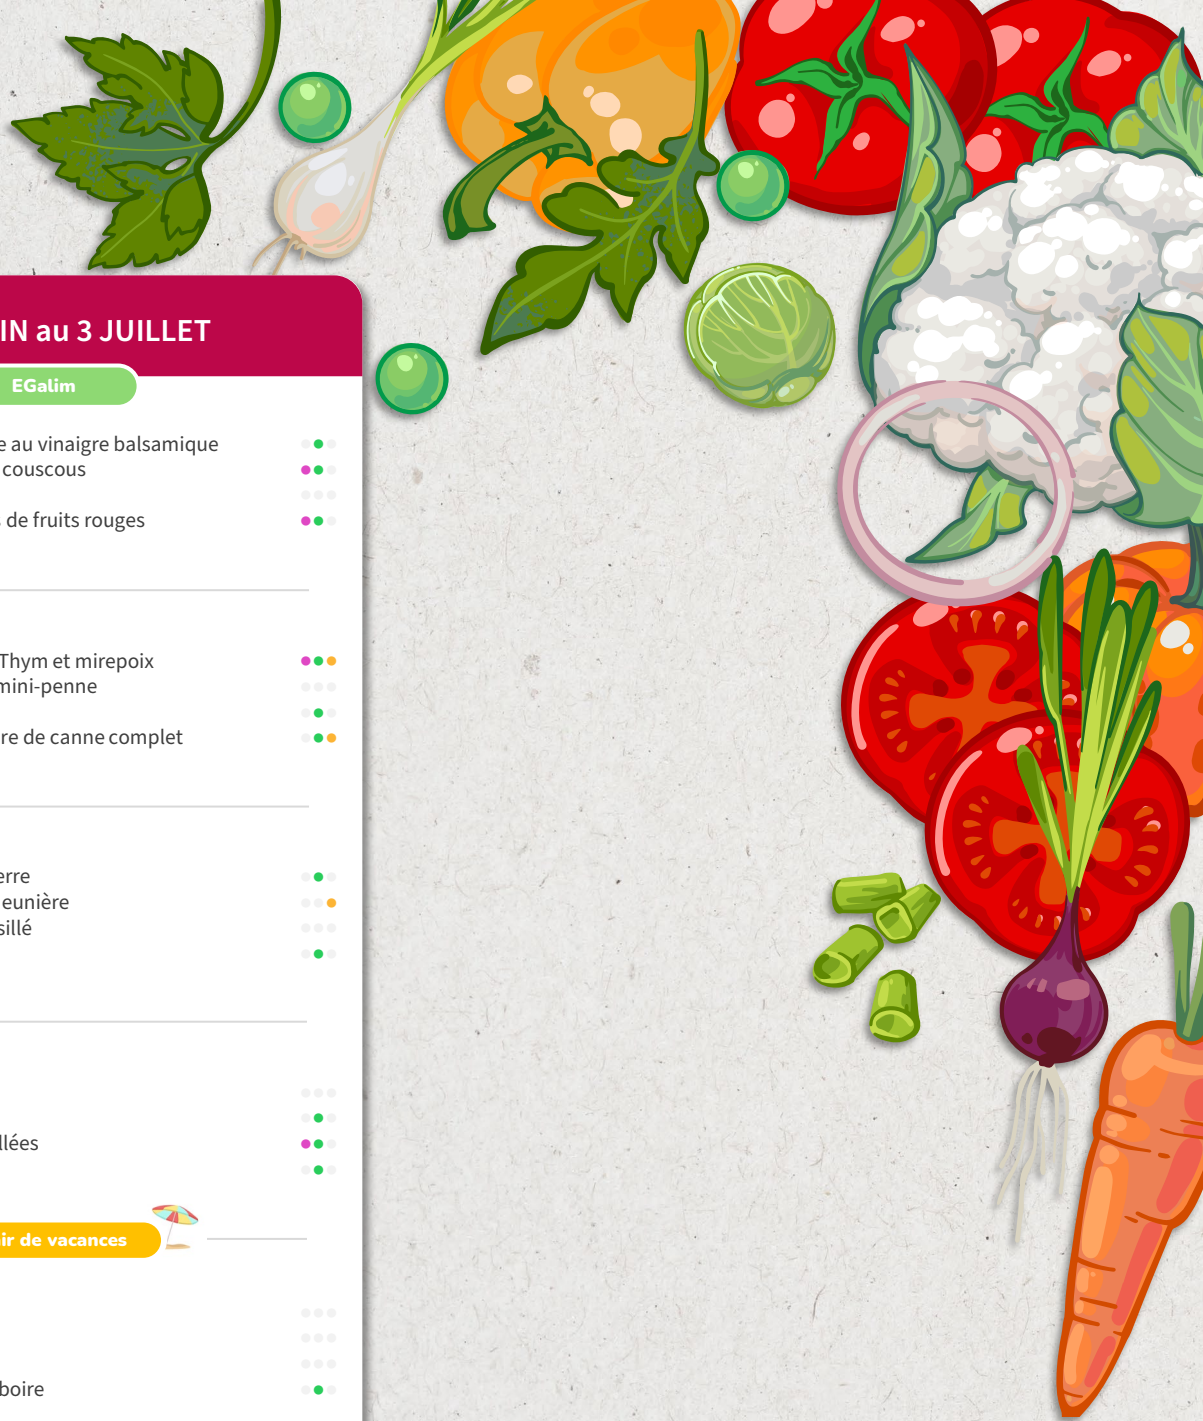 IN au 3 JUILLET
EGalim
e au vinaigre balsamique
couscous
de fruits rouges
Thym et mirepoix
mini-penne
re de canne complet
erre
eunière
sillé
llées
ir de vacances
boire